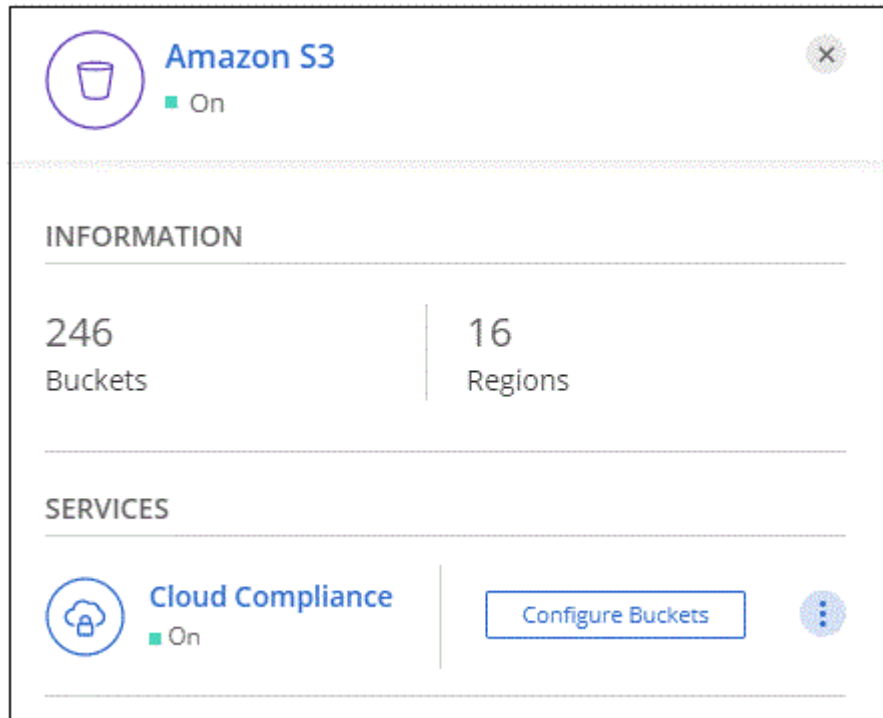 Amazon S3
On
INFORMATION
246
Buckets
16
Regions
SERVICES
Cloud Compliance
On
Configure Buckets